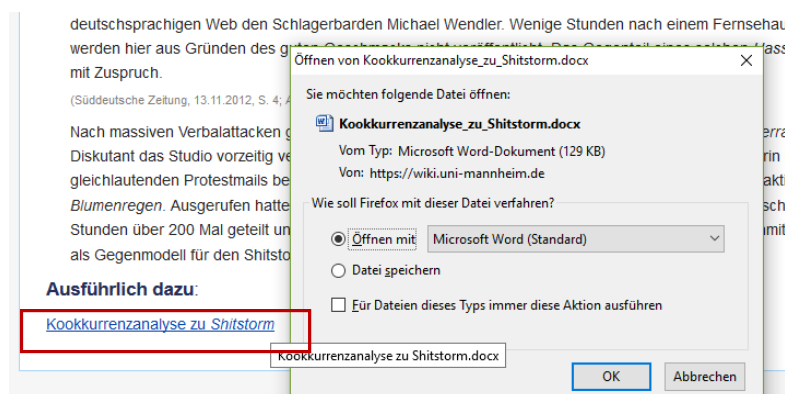 deutschsprachigen Web den Schlagerbarden Michael Wendler. Wenige Stunden nach einem Fernsehau
werden hier aus Gründen des
mit Zuspruch.
(Süddeutsche Zeitung, 13.11.2012, S. 4;
Nach massiven Verbalattacken
Diskutant das Studio vorzeitig
gleichlautenden Protestmails be
Blumenregen. Ausgerufen hatte
Stunden über 200 Mal geteilt un
als Gegenmodell für den Shitsto
Ausführlich dazu:
Kookkurrenzanalyse zu Shitstorm
Kookkurrenzanalyse zu Shitstorm.docx
Öffnen von Kookkurrenzanalyse_zu_Shitstorm.docx
Sie möchten folgende Datei öffnen:
Kookkurrenzanalyse_zu_Shitstorm.docx
Vom Typ: Microsoft Word-Dokument (129 KB)
Von: https://wiki.uni-mannheim.de
Wie soll Firefox mit dieser Datei verfahren?
Öffnen mit Microsoft Word (Standard)
Datei speichern
Für Dateien dieses Typs immer diese Aktion ausführen
OK Abbrechen